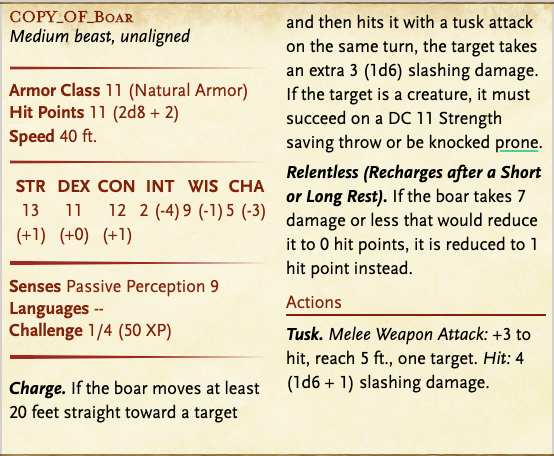 COPY_OF_BOAR
Medium beast, unaligned
Armor Class 11 (Natural Armor)
Hit Points 11 (2d8 + 2)
Speed 40 ft.
STR DEX CON INT WIS CHA
13 11 12 2 (-4) 9 (-1) 5 (-3)
(+1) (+0) (+1)
Senses Passive Perception 9
Languages --
Challenge 1/4 (50 XP)
Charge. If the boar moves at least
20 feet straight toward a target
and then hits it with a tusk attack
on the same turn, the target takes
an extra 3 (1d6) slashing damage.
If the target is a creature, it must
succeed on a DC 11 Strength
saving throw or be knocked prone.
Relentless (Recharges after a Short
or Long Rest). If the boar takes 7
damage or less that would reduce
it to 0 hit points, it is reduced to 1
hit point instead.
Actions
Tusk. Melee Weapon Attack: +3 to
hit, reach 5 ft., one target. Hit: 4
(1d6 + 1) slashing damage.